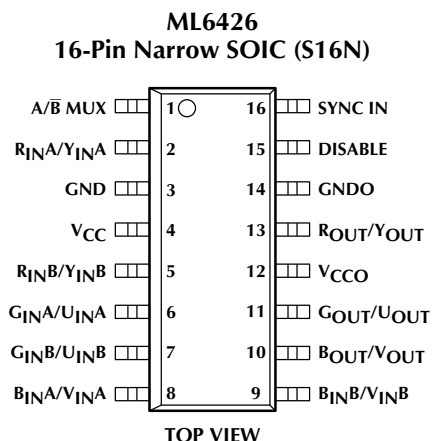 ML6426
16-Pin Narrow SOIC (S16N)
A/B̅ MUX 1 16 SYNC IN
RINA/YINA 2 15 DISABLE
GND 3 14 GNDO
VCC 4 13 ROUT/YOUT
RINB/YINB 5 12 VCCO
GINA/UINA 6 11 GOUT/UOUT
GINB/UINB 7 10 BOUT/VOUT
BINA/VINA 8 9 BINB/VINB
TOP VIEW